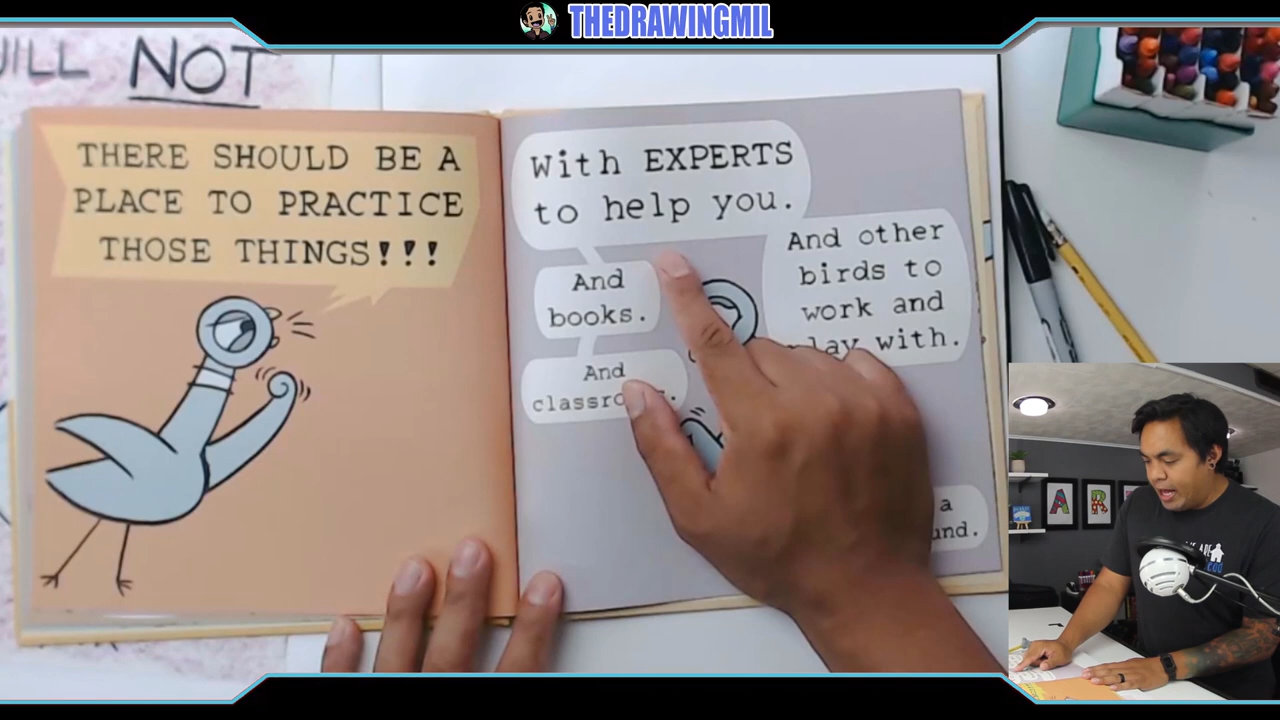 THEDRAWINGMIL
NOT
THERE SHOULD BE A
PLACE TO PRACTICE
THOSE THINGS!!!
With EXPERTS
to help you.
And
books.
And
And other
birds to
work and
with.
a
A
R